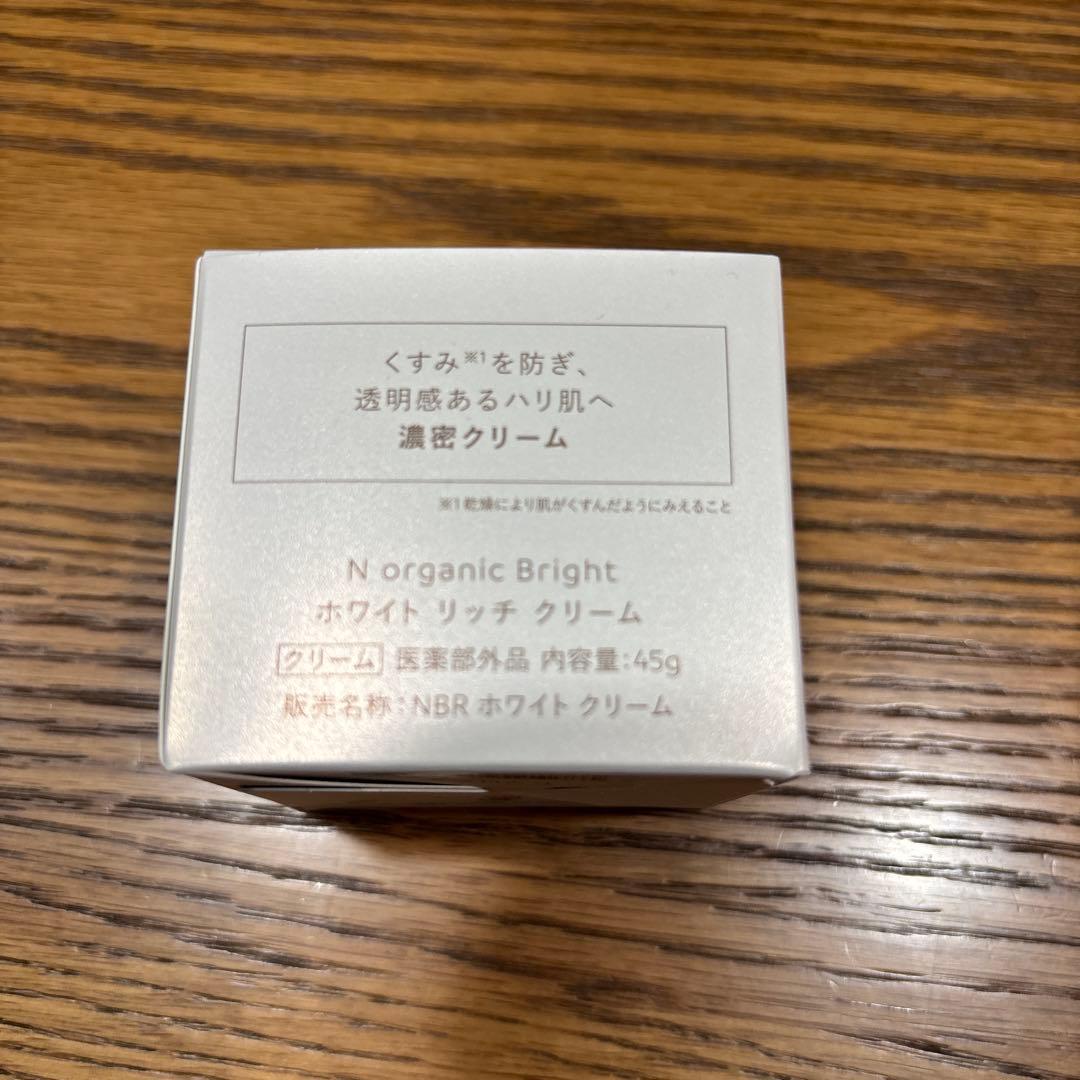 くすみ※1を防ぎ、
透明感あるハリ肌へ
濃密クリーム
※1 乾燥により肌がくすんだようにみえること
N organic Bright
ホワイト リッチ クリーム
クリーム 医薬部外品 内容量:45g
販売名称:NBR ホワイト クリーム